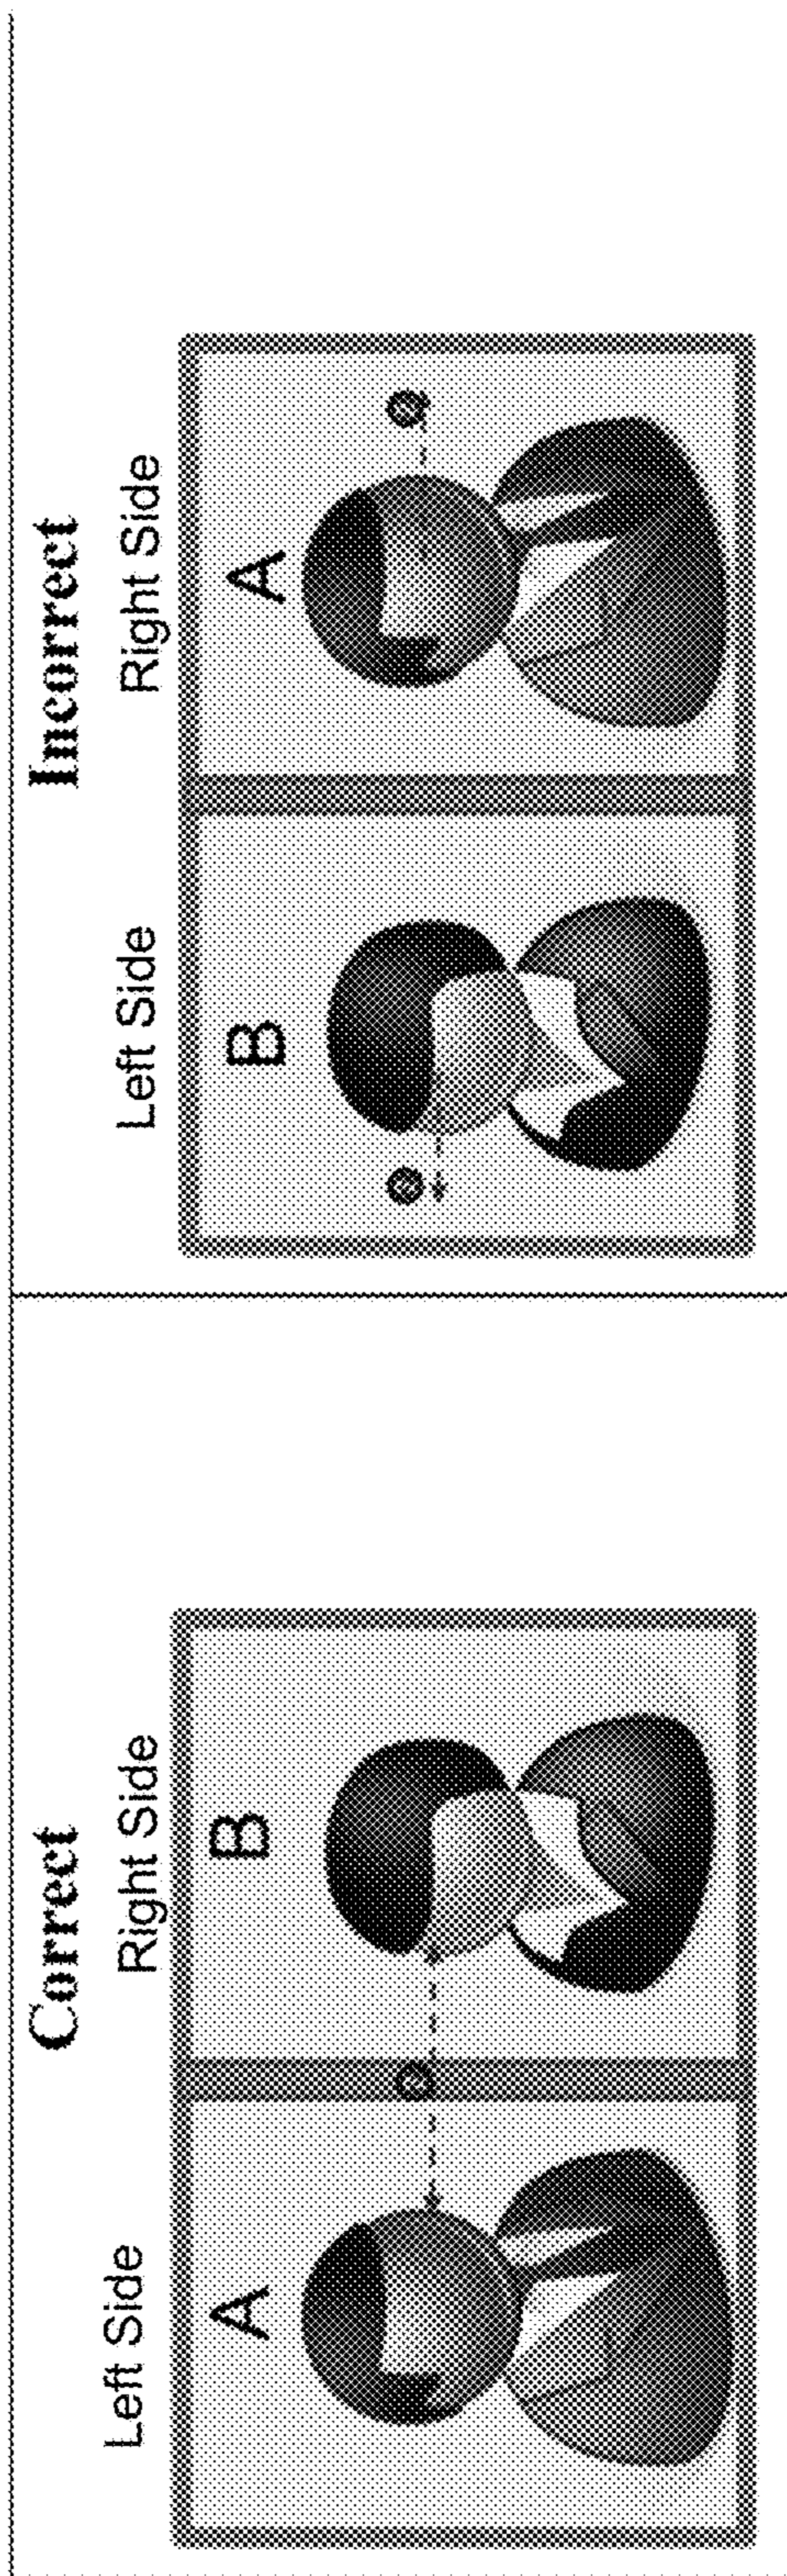 Correct
Left Side
Right Side
A
B
Incorrect
Left Side
Right Side
B
A